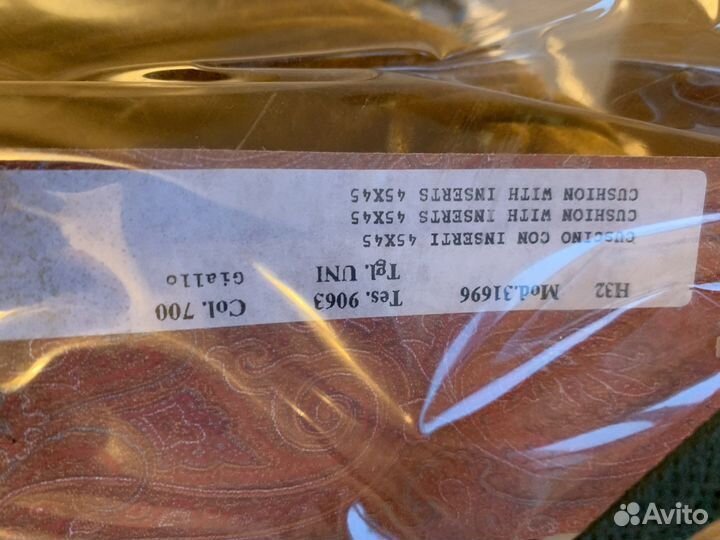 H32 Mod.31696 Tes. 9063 Col. 700
Tgl. UNI Giallo
CUSCINO CON INSERTI 45X45
CUSHION WITH INSERTS 45X45
CUSHION WITH INSERTS 45X45
Avito